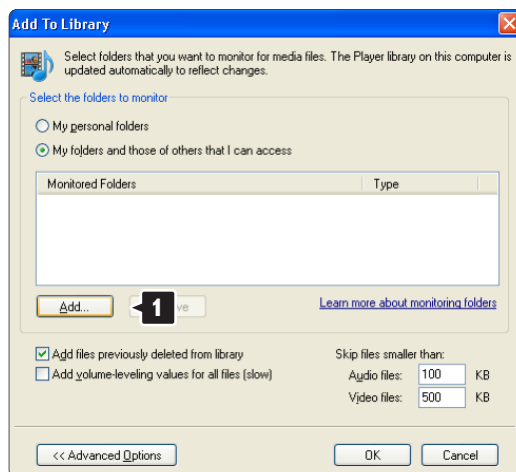 Add To Library
Select folders that you want to monitor for media files. The Player library on this computer is
updated automatically to reflect changes.
Select the folders to monitor
My personal folders
My folders and those of others that I can access
Monitored Folders Type
Add... 1 Learn more about monitoring folders
Add files previously deleted from library Skip files smaller than:
Add volume-leveling values for all files (slow) Audio files: 100 KB
Video files: 500 KB
<< Advanced Options OK Cancel